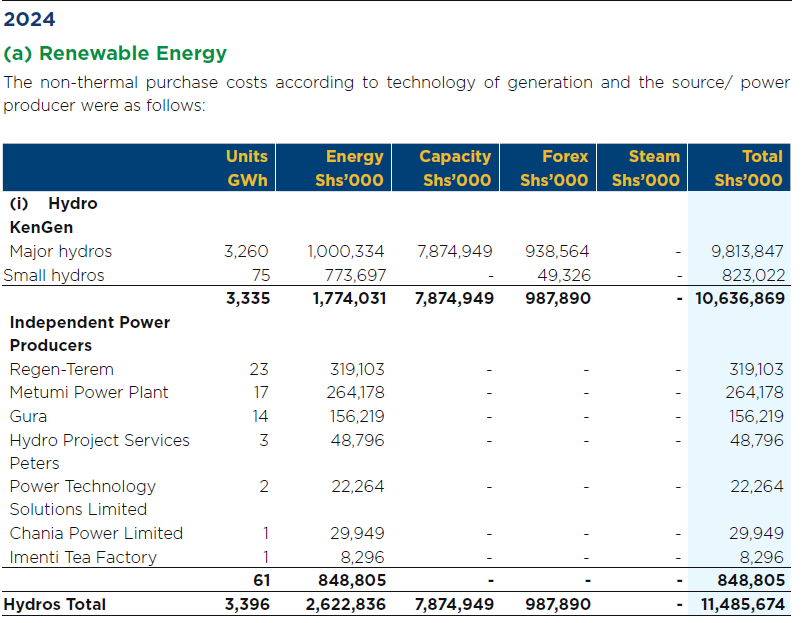 2024
(a) Renewable Energy
The non-thermal purchase costs according to technology of generation and the source/ power
producer were as follows:
Units Energy Capacity Forex Steam Total
GWh Shs’000 Shs’000 Shs’000 Shs’000 Shs’000
(i) Hydro
KenGen
Major hydros 3,260 1,000,334 7,874,949 938,564 - 9,813,847
Small hydros 75 773,697 - 49,326 - 823,022
3,335 1,774,031 7,874,949 987,890 - 10,636,869
Independent Power
Producers
Regen-Terem 23 319,103 - - - 319,103
Metumi Power Plant 17 264,178 - - - 264,178
Gura 14 156,219 - - - 156,219
Hydro Project Services 3 48,796 - - - 48,796
Peters
Power Technology 2 22,264 - - - 22,264
Solutions Limited
Chania Power Limited 1 29,949 - - - 29,949
Imenti Tea Factory 1 8,296 - - - 8,296
61 848,805 - - - 848,805
Hydros Total 3,396 2,622,836 7,874,949 987,890 - 11,485,674